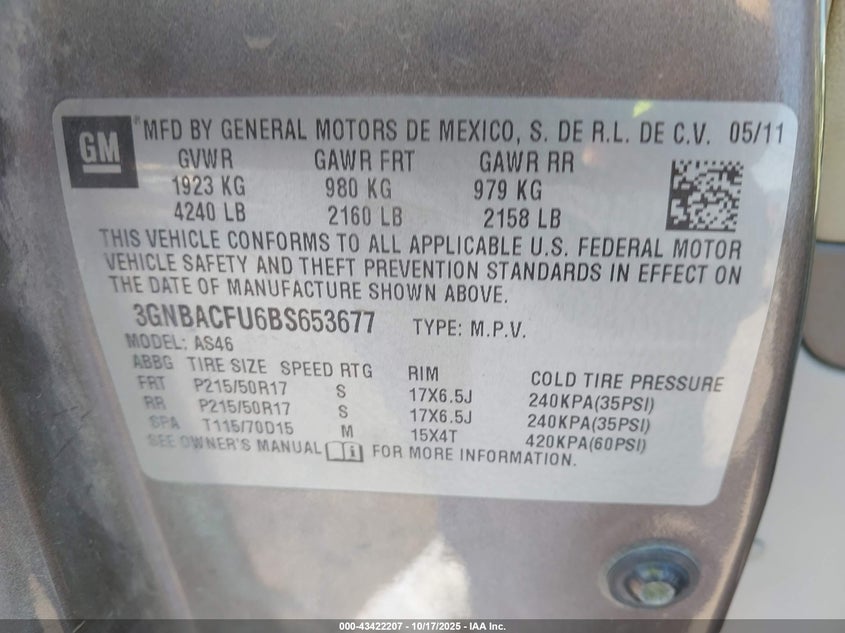 GM
® MFD BY GENERAL MOTORS DE MEXICO, S. DE R.L. DE C.V. 05/11
GVWR GAWR FRT GAWR RR
1923 KG 980 KG 979 KG
4240 LB 2160 LB 2158 LB
THIS VEHICLE CONFORMS TO ALL APPLICABLE U.S. FEDERAL MOTOR
VEHICLE SAFETY AND THEFT PREVENTION STANDARDS IN EFFECT ON
THE DATE OF MANUFACTURE SHOWN ABOVE.
3GNBACFU6BS653677 TYPE: M.P.V.
MODEL: AS46
ABBG TIRE SIZE SPEED RTG RIM COLD TIRE PRESSURE
FRT P215/50R17 S 17X6.5J 240KPA(35PSI)
RR P215/50R17 S 17X6.5J 240KPA(35PSI)
SPA T115/70D15 M 15X4T 420KPA(60PSI)
SEE OWNER'S MANUAL i FOR MORE INFORMATION.
000-43422207 | 10/17/2025 - IAA Inc.